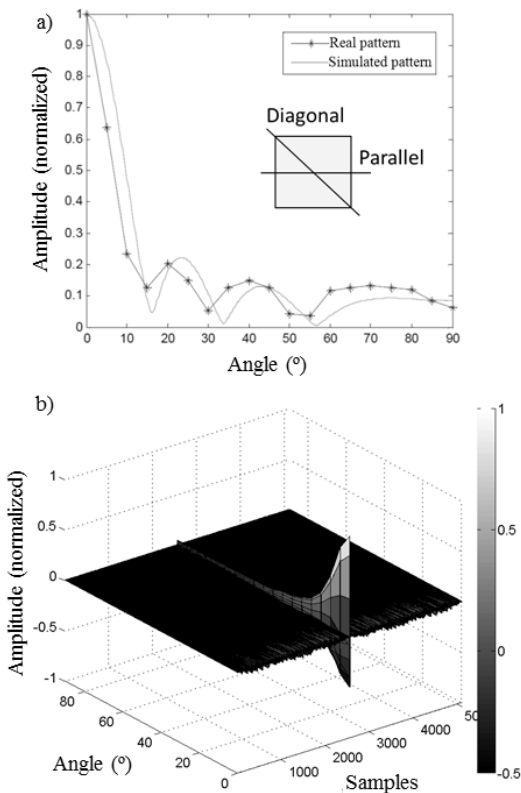 a)
1
0.9
0.8
0.7
0.6
0.5
0.4
0.3
0.2
0.1
0
Amplitude (normalized)
Real pattern
Simulated pattern
Diagonal
Parallel
0 10 20 30 40 50 60 70 80 90
Angle (º)
b)
1
0.5
0
-0.5
-1
Amplitude (normalized)
80
60
40
20
0
Angle (º)
1000
2000
3000
4000
50
Samples
1
0.5
0
-0.5